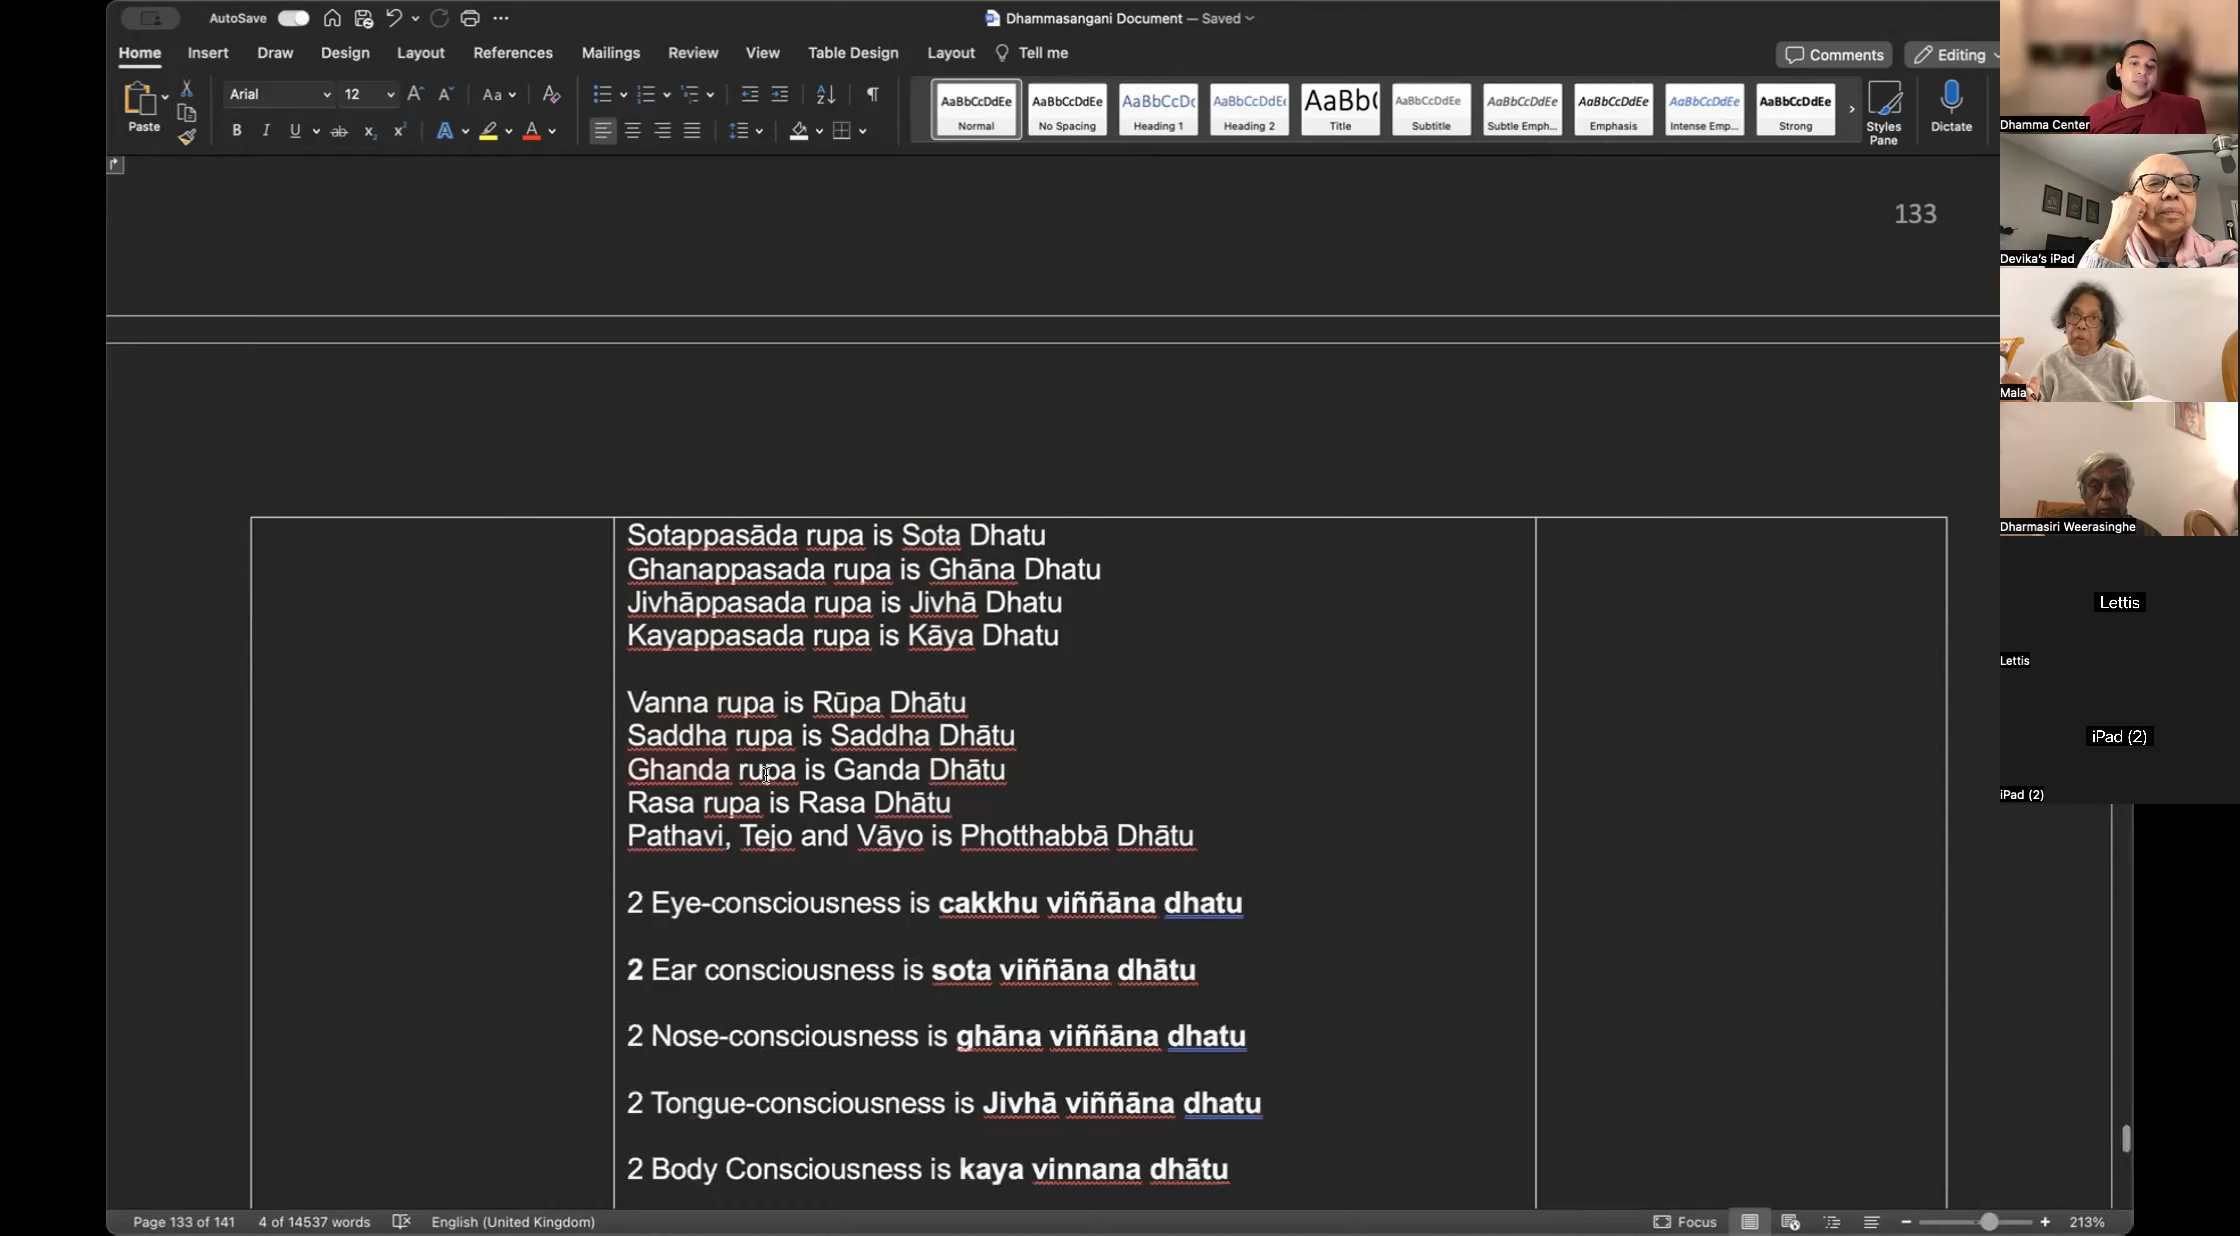 AutoSave
Dhammasangani Document — Saved
Home Insert Draw Design Layout References Mailings Review View Table Design Layout Tell me
Comments Editing
Paste
Arial 12
Aa
B I U ab x₂ x²
AaBbCcDdEe Normal
AaBbCcDdEe No Spacing
AaBbCcDc Heading 1
AaBbCcDdEe Heading 2
AaBb( Title
AaBbCcDdEe Subtitle
AaBbCcDdEe Subtle Emph...
AaBbCcDdEe Emphasis
AaBbCcDdEe Intense Emp...
AaBbCcDdEe Strong
Styles Pane
Dictate
133
Sotappasāda rupa is Sota Dhatu
Ghanappasada rupa is Ghāna Dhatu
Jivhāppasada rupa is Jivhā Dhatu
Kayappasada rupa is Kāya Dhatu
Vanna rupa is Rūpa Dhātu
Saddha rupa is Saddha Dhātu
Ghanda rupa is Ganda Dhātu
Rasa rupa is Rasa Dhātu
Pathavi, Tejo and Vāyo is Photthabbā Dhātu
2 Eye-consciousness is cakkhu viññāna dhatu
2 Ear consciousness is sota viññāna dhātu
2 Nose-consciousness is ghāna viññāna dhatu
2 Tongue-consciousness is Jivhā viññāna dhatu
2 Body Consciousness is kaya vinnana dhātu
Page 133 of 141 4 of 14537 words English (United Kingdom)
Focus
213%
Dhamma Center
Devika's iPad
Mala
Dharmasiri Weerasinghe
Lettis
Lettis
iPad (2)
iPad (2)